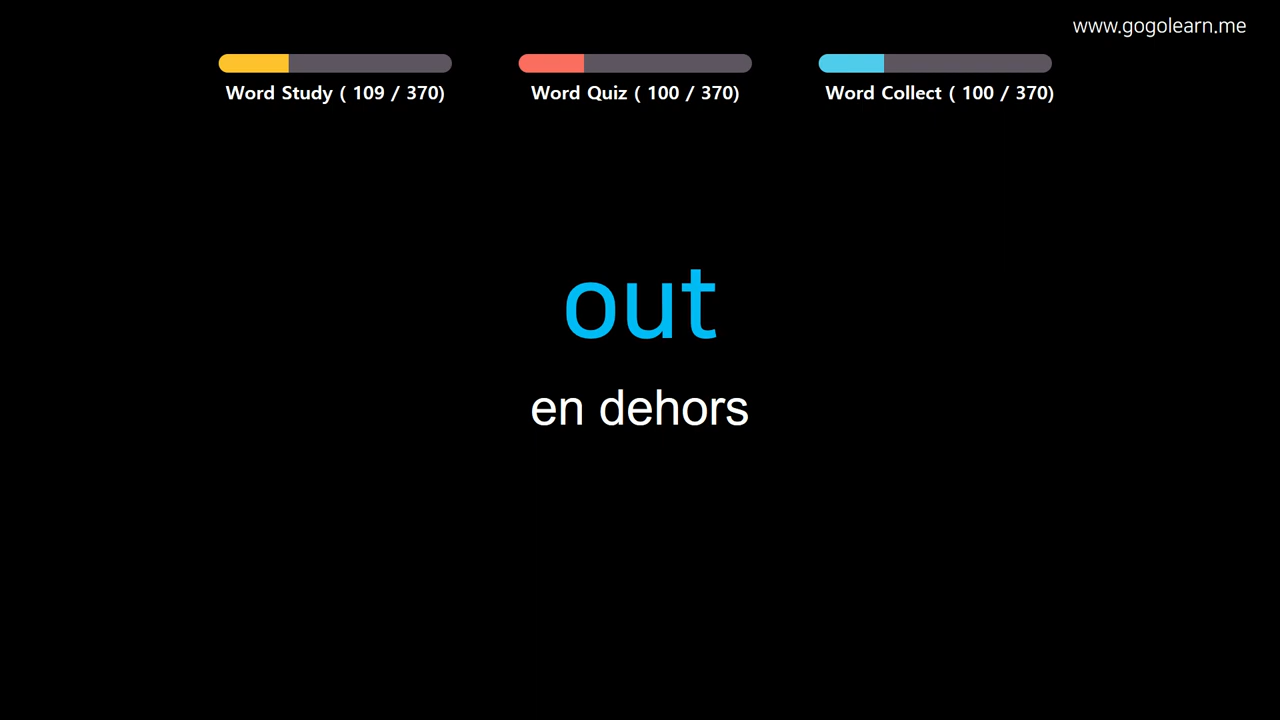 www.gogolearn.me
Word Study ( 109 / 370)
Word Quiz ( 100 / 370)
Word Collect ( 100 / 370)
out
en dehors